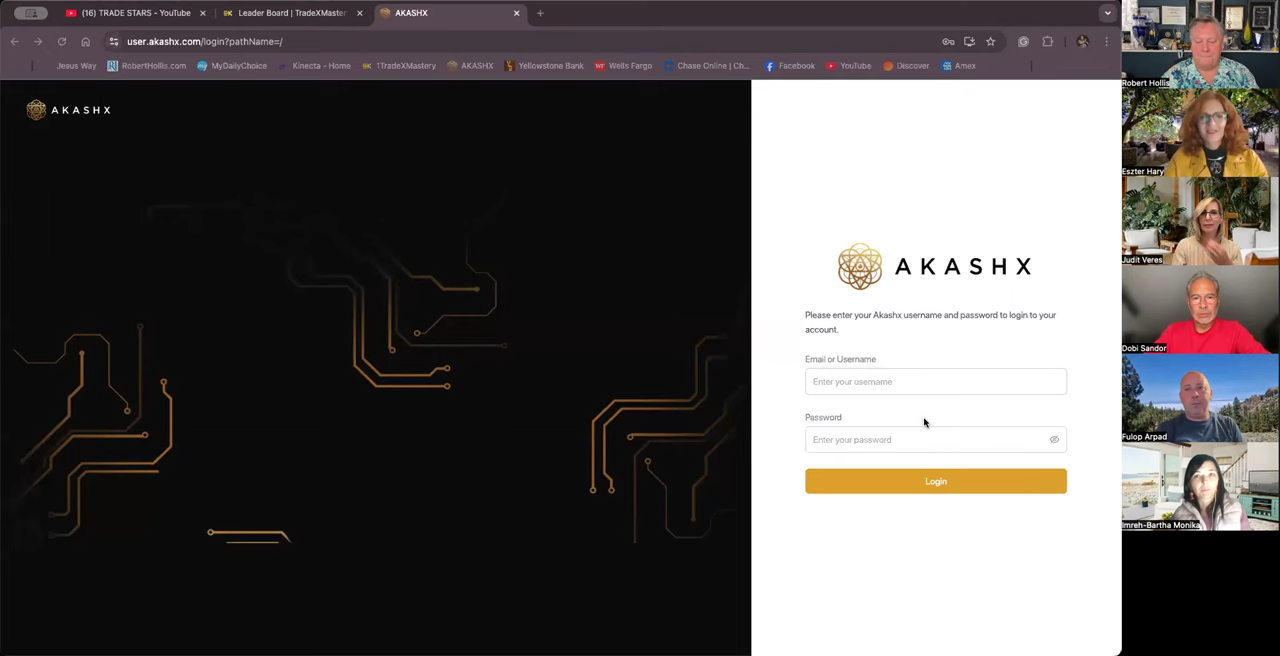 (16) TRADE STARS - YouTube
Leader Board | TradeXMaster
AKASHX
user.akashx.com/login?pathName=/
Jesus Way
RobertHollis.com
MyDailyChoice
Kinecta - Home
1TradeXMastery
AKASHX
Yellowstone Bank
Wells Fargo
Chase Online | Ch...
Facebook
YouTube
Discover
Amex
AKASHX
AKASHX
Please enter your Akashx username and password to login to your
account.
Email or Username
Enter your username
Password
Enter your password
Login
Robert Hollis
Eszter Hary
Judit Veres
Dobi Sandor
Fulop Arpad
Imreh-Bartha Monika